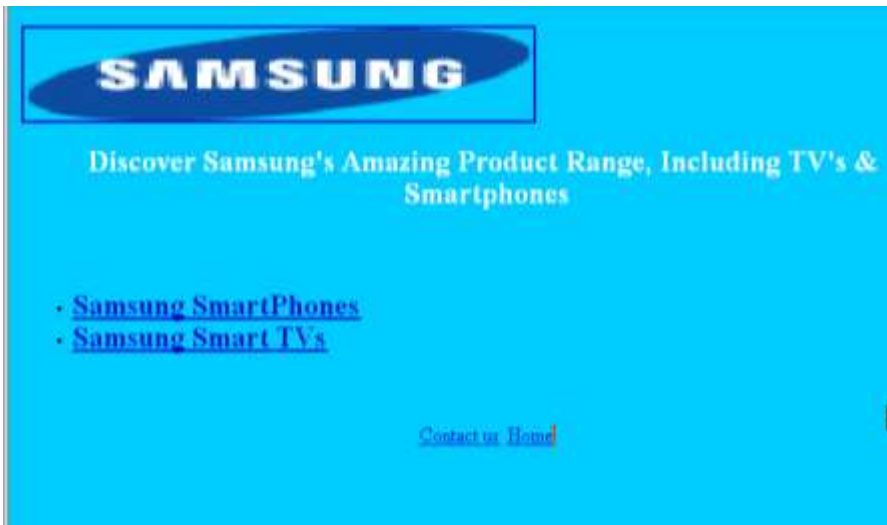 SAMSUNG
Discover Samsung's Amazing Product Range, Including TV's &
Smartphones
Samsung SmartPhones
Samsung Smart TVs
Contact us Home